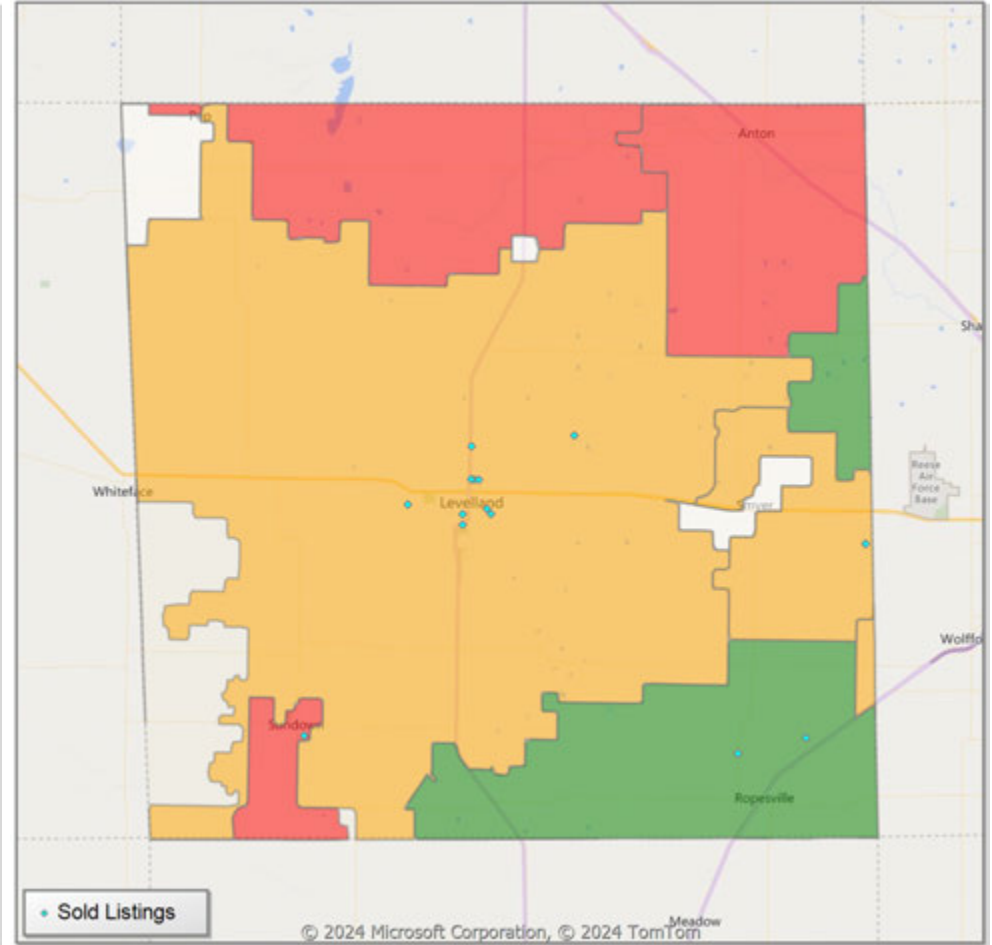 Anton
Sha
Reese
Air
Force
Base
Whiteface
Levelland
Smyer
Wolffo
Sundown
Ropesville
Sold Listings
Meadow
© 2024 Microsoft Corporation, © 2024 TomTom